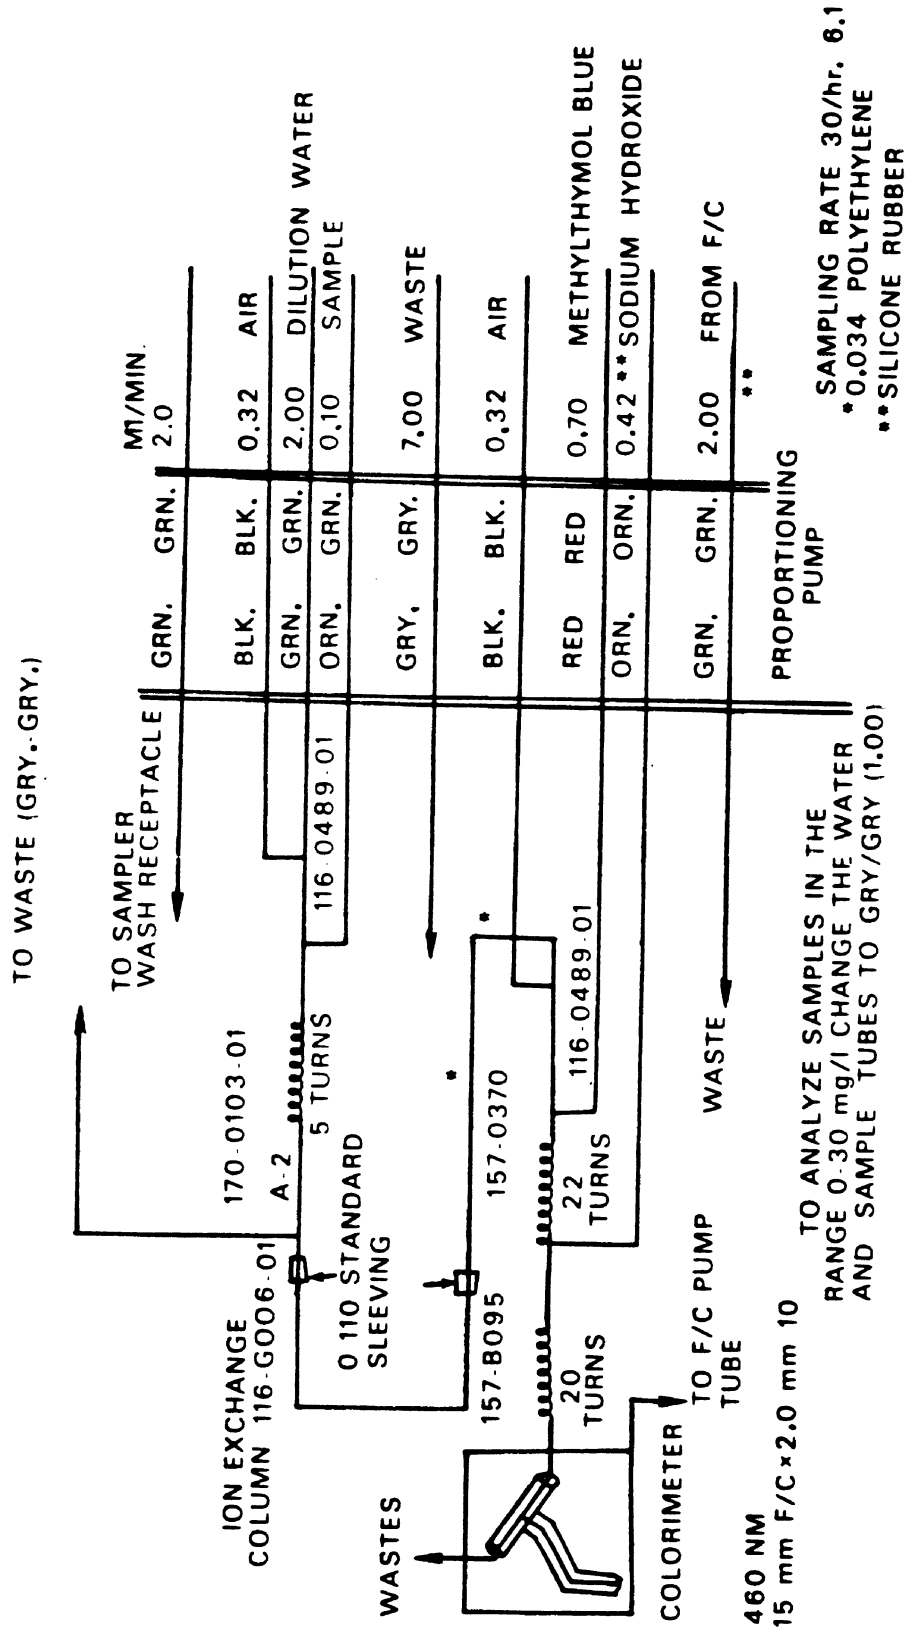 TO WASTE (GRY.-GRY.)
TO SAMPLER
WASH RECEPTACLE
M1/MIN.
GRN. GRN. 2.0
BLK. BLK. 0.32 AIR
GRN. GRN. 2.00 DILUTION WATER
ORN. GRN. 0.10 SAMPLE
GRY. GRY. 7.00 WASTE
BLK. BLK. 0.32 AIR
RED RED 0.70 METHYLTHYMOL BLUE
ORN. ORN. 0.42 **SODIUM HYDROXIDE
GRN. GRN. 2.00 FROM F/C
**
PROPORTIONING
PUMP
170-0103-01
A-2
5 TURNS
116-0489-01
ION EXCHANGE
COLUMN 116-G006-01
0 110 STANDARD
SLEEVING
*
*
157-0370
157-B095
116-0489-01
22
TURNS
20
TURNS
WASTES
WASTE
TO F/C PUMP
TUBE
COLORIMETER
460 NM
15 mm F/C×2.0 mm 10
TO ANALYZE SAMPLES IN THE
RANGE 0-30 mg/l CHANGE THE WATER
AND SAMPLE TUBES TO GRY/GRY (1.00)
SAMPLING RATE 30/hr. 6.1
*0.034 POLYETHYLENE
**SILICONE RUBBER